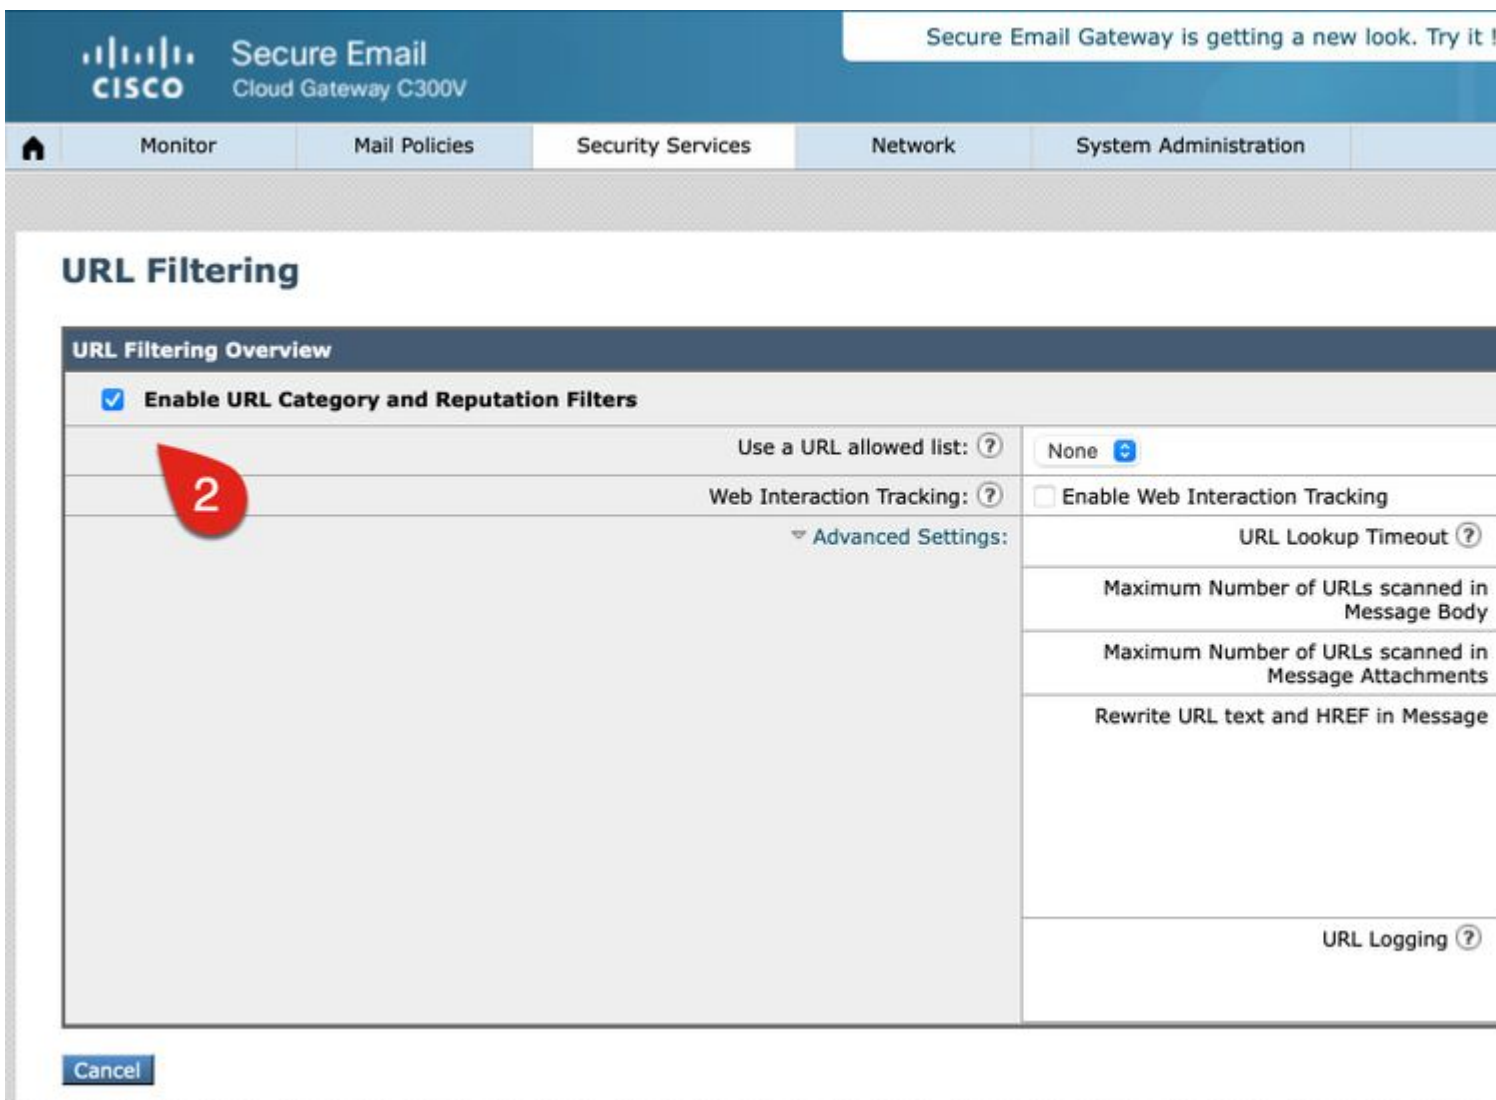 Secure Email Gateway is getting a new look. Try it !
CISCO
Secure Email
Cloud Gateway C300V
Monitor
Mail Policies
Security Services
Network
System Administration
URL Filtering
URL Filtering Overview
Enable URL Category and Reputation Filters
Use a URL allowed list: ?
None
2
Web Interaction Tracking: ?
Enable Web Interaction Tracking
Advanced Settings:
URL Lookup Timeout ?
Maximum Number of URLs scanned in
Message Body
Maximum Number of URLs scanned in
Message Attachments
Rewrite URL text and HREF in Message
URL Logging ?
Cancel